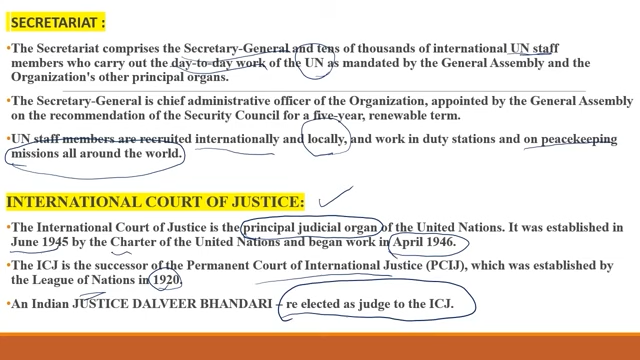 SECRETARIAT :
•The Secretariat comprises the Secretary-General and tens of thousands of international UN staff
members who carry out the day-to-day work of the UN as mandated by the General Assembly and the
Organization's other principal organs.
•The Secretary-General is chief administrative officer of the Organization, appointed by the General Assembly
on the recommendation of the Security Council for a five-year, renewable term.
•UN staff members are recruited internationally and locally, and work in duty stations and on peacekeeping
missions all around the world.
INTERNATIONAL COURT OF JUSTICE:
•The International Court of Justice is the principal judicial organ of the United Nations. It was established in
June 1945 by the Charter of the United Nations and began work in April 1946.
•The ICJ is the successor of the Permanent Court of International Justice (PCIJ), which was established by
the League of Nations in 1920.
•An Indian JUSTICE DALVEER BHANDARI – re elected as judge to the ICJ.